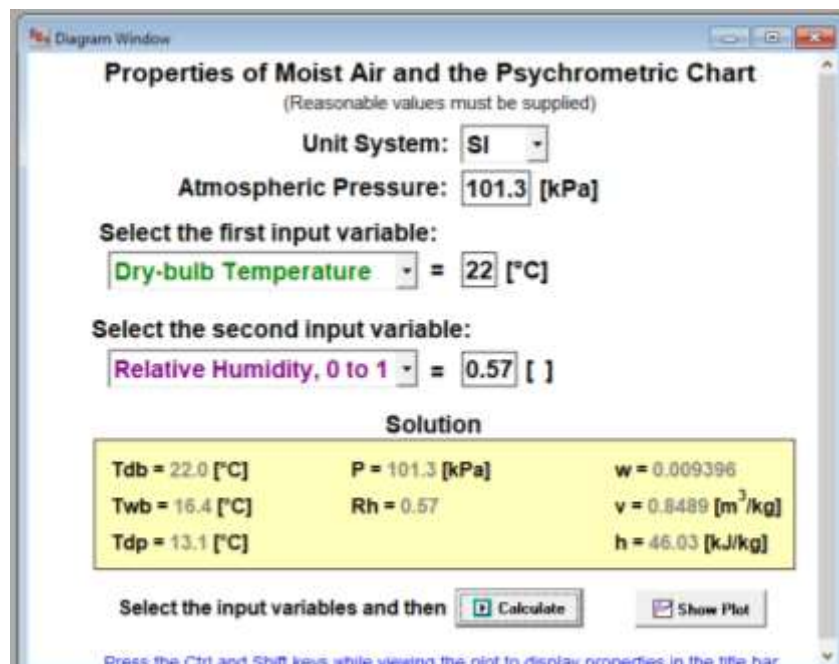 Diagram Window
Properties of Moist Air and the Psychrometric Chart
(Reasonable values must be supplied)
Unit System: SI
Atmospheric Pressure: 101.3 [kPa]
Select the first input variable:
Dry-bulb Temperature = 22 [°C]
Select the second input variable:
Relative Humidity, 0 to 1 = 0.57 [ ]
Solution
Tdb = 22.0 [°C] P = 101.3 [kPa] w = 0.009396
Twb = 16.4 [°C] Rh = 0.57 v = 0.8489 [m³/kg]
Tdp = 13.1 [°C] h = 46.03 [kJ/kg]
Select the input variables and then Calculate Show Plot
Press the Ctrl and Shift keys while viewing the plot to display properties in the title bar